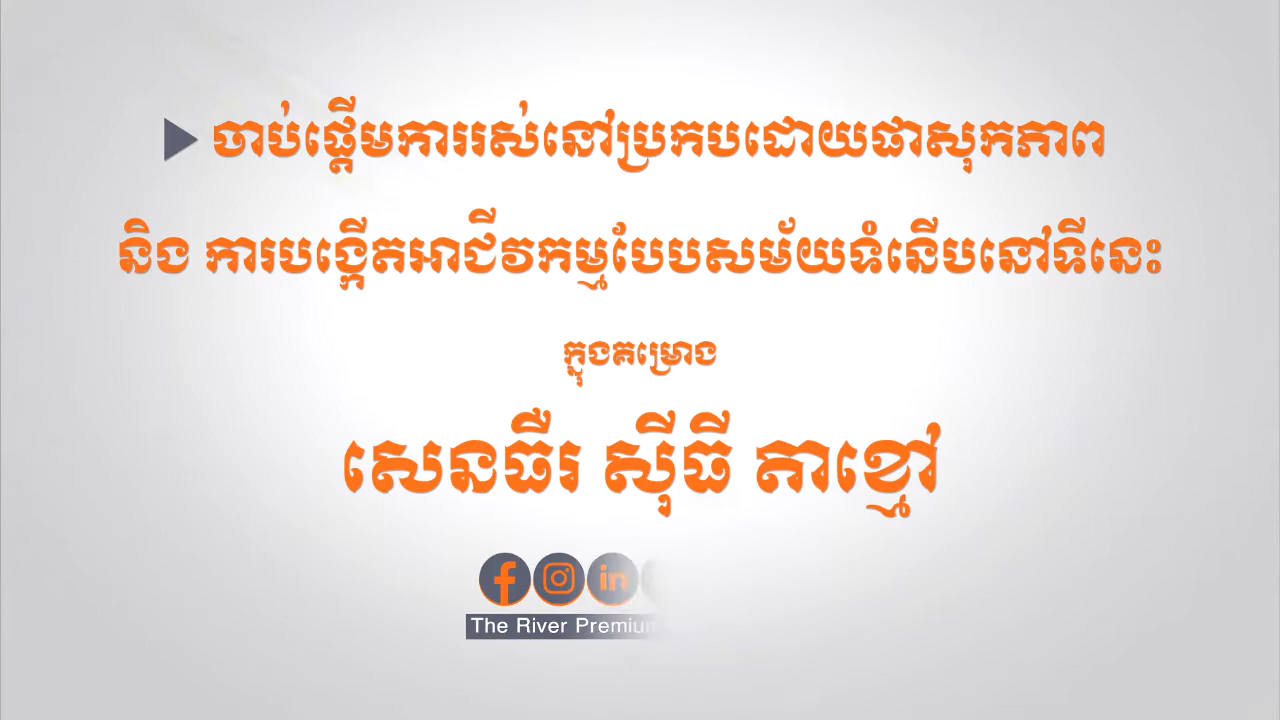 ចាប់ផ្ដើមការរស់នៅប្រកបដោយផាសុកភាព
និង ការបង្កើតអាជីវកម្មបែបសម័យទំនើបនៅទីនេះ
ក្នុងគម្រោង
សេនធឺរ ស៊ីធី តាខ្មៅ
The River Premium